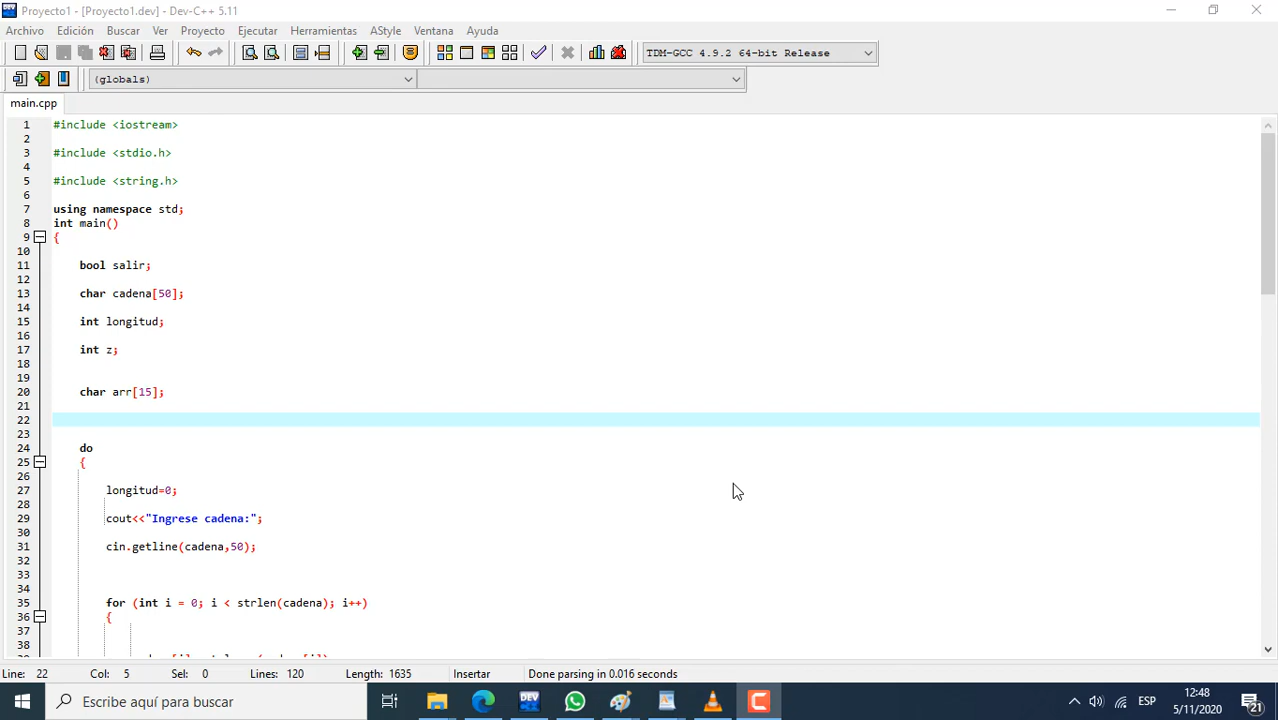 Proyecto1 - [Proyecto1.dev] - Dev-C++ 5.11
Archivo Edición Buscar Ver Proyecto Ejecutar Herramientas AStyle Ventana Ayuda
TDM-GCC 4.9.2 64-bit Release
(globals)
main.cpp
1 #include <iostream>
2
3 #include <stdio.h>
4
5 #include <string.h>
6
7 using namespace std;
8 int main()
9 {
10
11 bool salir;
12
13 char cadena[50];
14
15 int longitud;
16
17 int z;
18
19
20 char arr[15];
21
22
23
24 do
25 {
26
27 longitud=0;
28
29 cout<<"Ingrese cadena:";
30
31 cin.getline(cadena,50);
32
33
34
35 for (int i = 0; i < strlen(cadena); i++)
36 {
37
38
Line: 22 Col: 5 Sel: 0 Lines: 120 Length: 1635 Insertar Done parsing in 0.016 seconds
Escribe aquí para buscar
DEV
ESP
12:48
5/11/2020
21